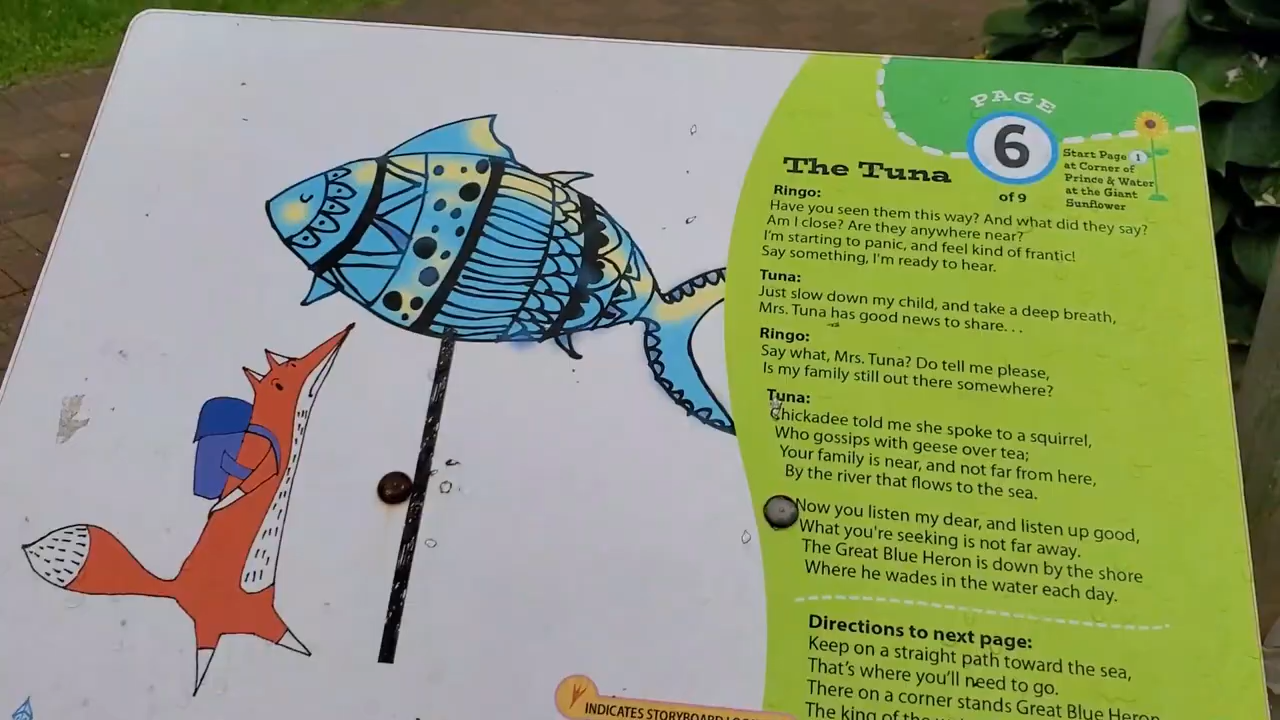 PAGE
6
of 9
Start Page 1
at Corner of
Prince & Water
at the Giant
Sunflower
The Tuna
Ringo:
Have you seen them this way? And what did they say?
Am I close? Are they anywhere near?
I'm starting to panic, and feel kind of frantic!
Say something, I'm ready to hear.
Tuna:
Just slow down my child, and take a deep breath,
Mrs. Tuna has good news to share...
Ringo:
Say what, Mrs. Tuna? Do tell me please,
Is my family still out there somewhere?
Tuna:
Chickadee told me she spoke to a squirrel,
Who gossips with geese over tea;
Your family is near, and not far from here,
By the river that flows to the sea.
Now you listen my dear, and listen up good,
What you're seeking is not far away.
The Great Blue Heron is down by the shore
Where he wades in the water each day.
Directions to next page:
Keep on a straight path toward the sea,
That's where you'll need to go.
There on a corner stands Great Blue Heron
The king of the
INDICATES STORYBOARD